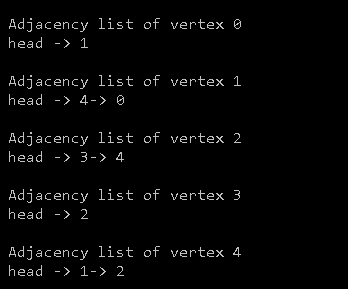 Adjacency list of vertex 0
head -> 1
Adjacency list of vertex 1
head -> 4-> 0
Adjacency list of vertex 2
head -> 3-> 4
Adjacency list of vertex 3
head -> 2
Adjacency list of vertex 4
head -> 1-> 2